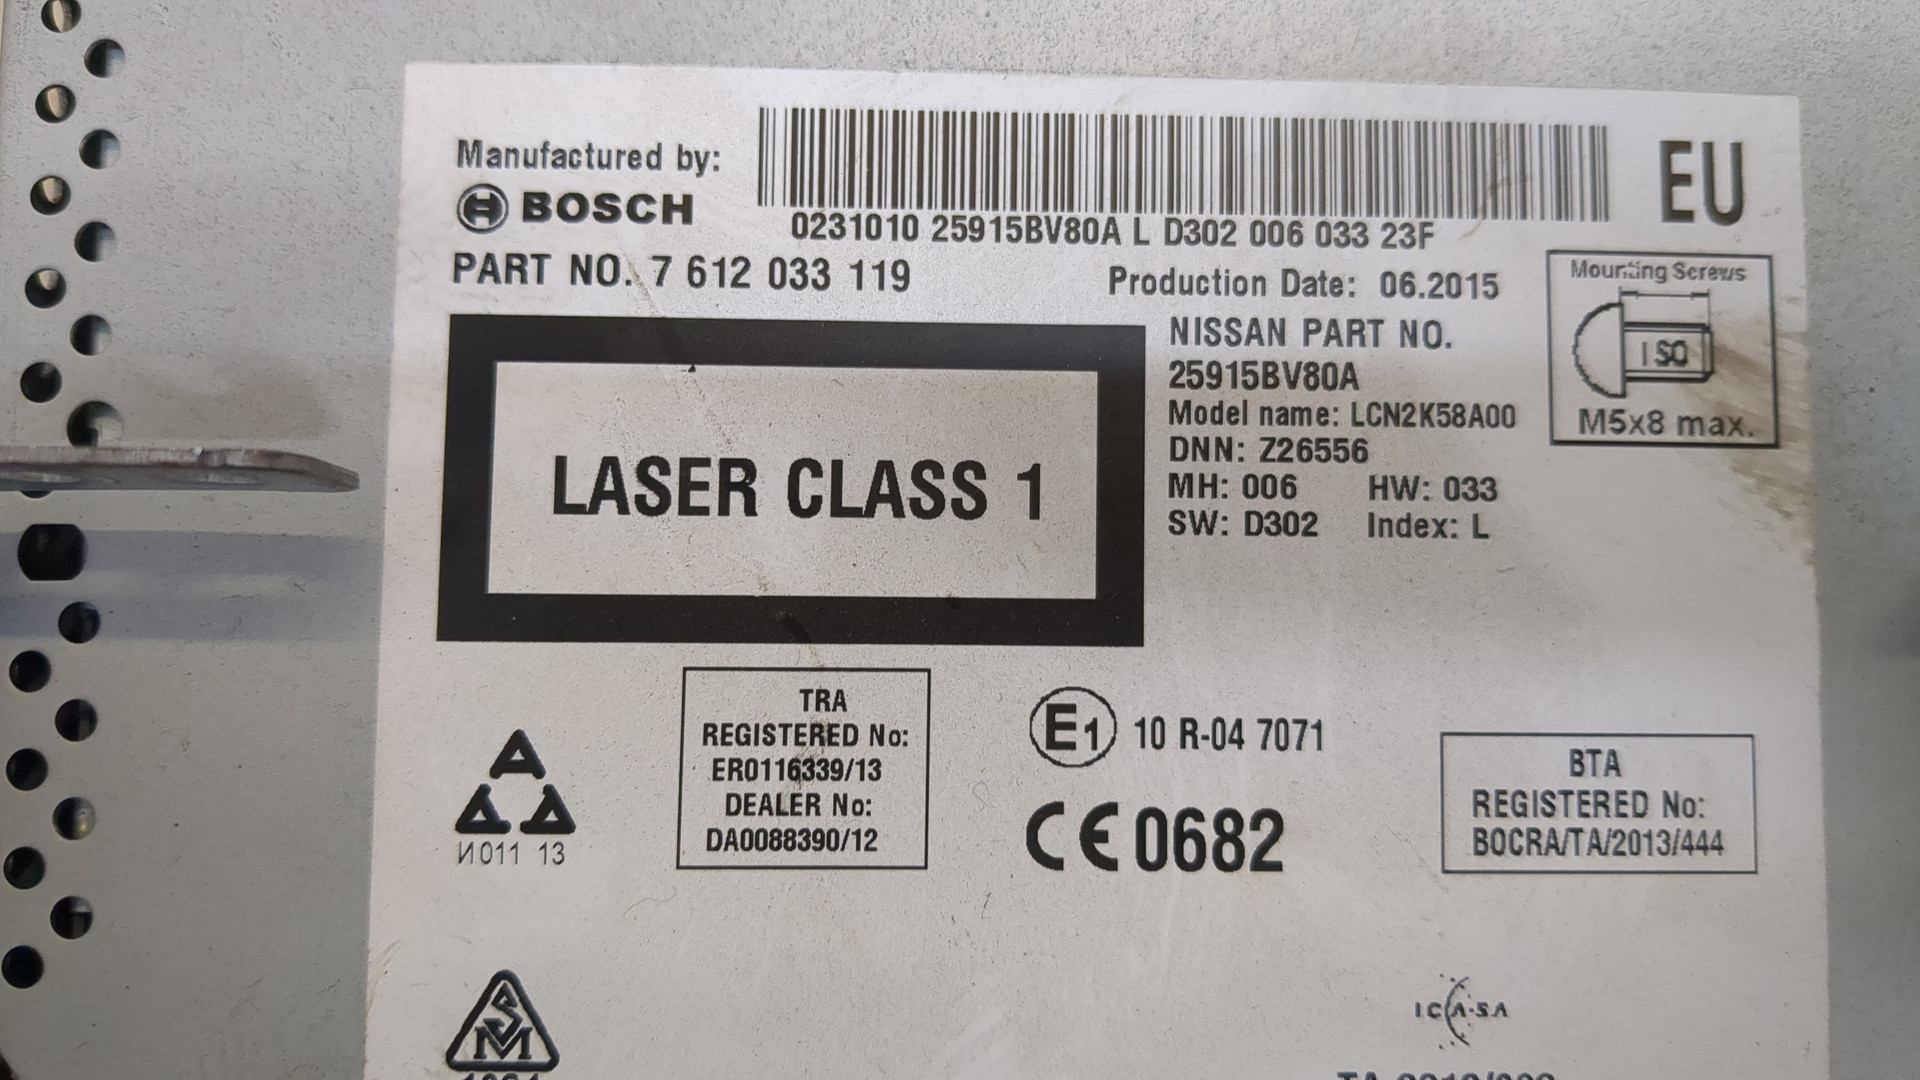 Manufactured by:
BOSCH
0231010 25915BV80A L D302 006 033 23F
EU
PART NO. 7 612 033 119
Production Date: 06.2015
Mounting Screws
ISO
M5x8 max.
NISSAN PART NO.
25915BV80A
Model name: LCN2K58A00
DNN: Z26556
MH: 006 HW: 033
SW: D302 Index: L
LASER CLASS 1
TRA
REGISTERED No:
ER0116339/13
DEALER No:
DA0088390/12
И011 13
E1 10 R-04 7071
CE 0682
BTA
REGISTERED No:
BOCRA/TA/2013/444
SM
ICASA